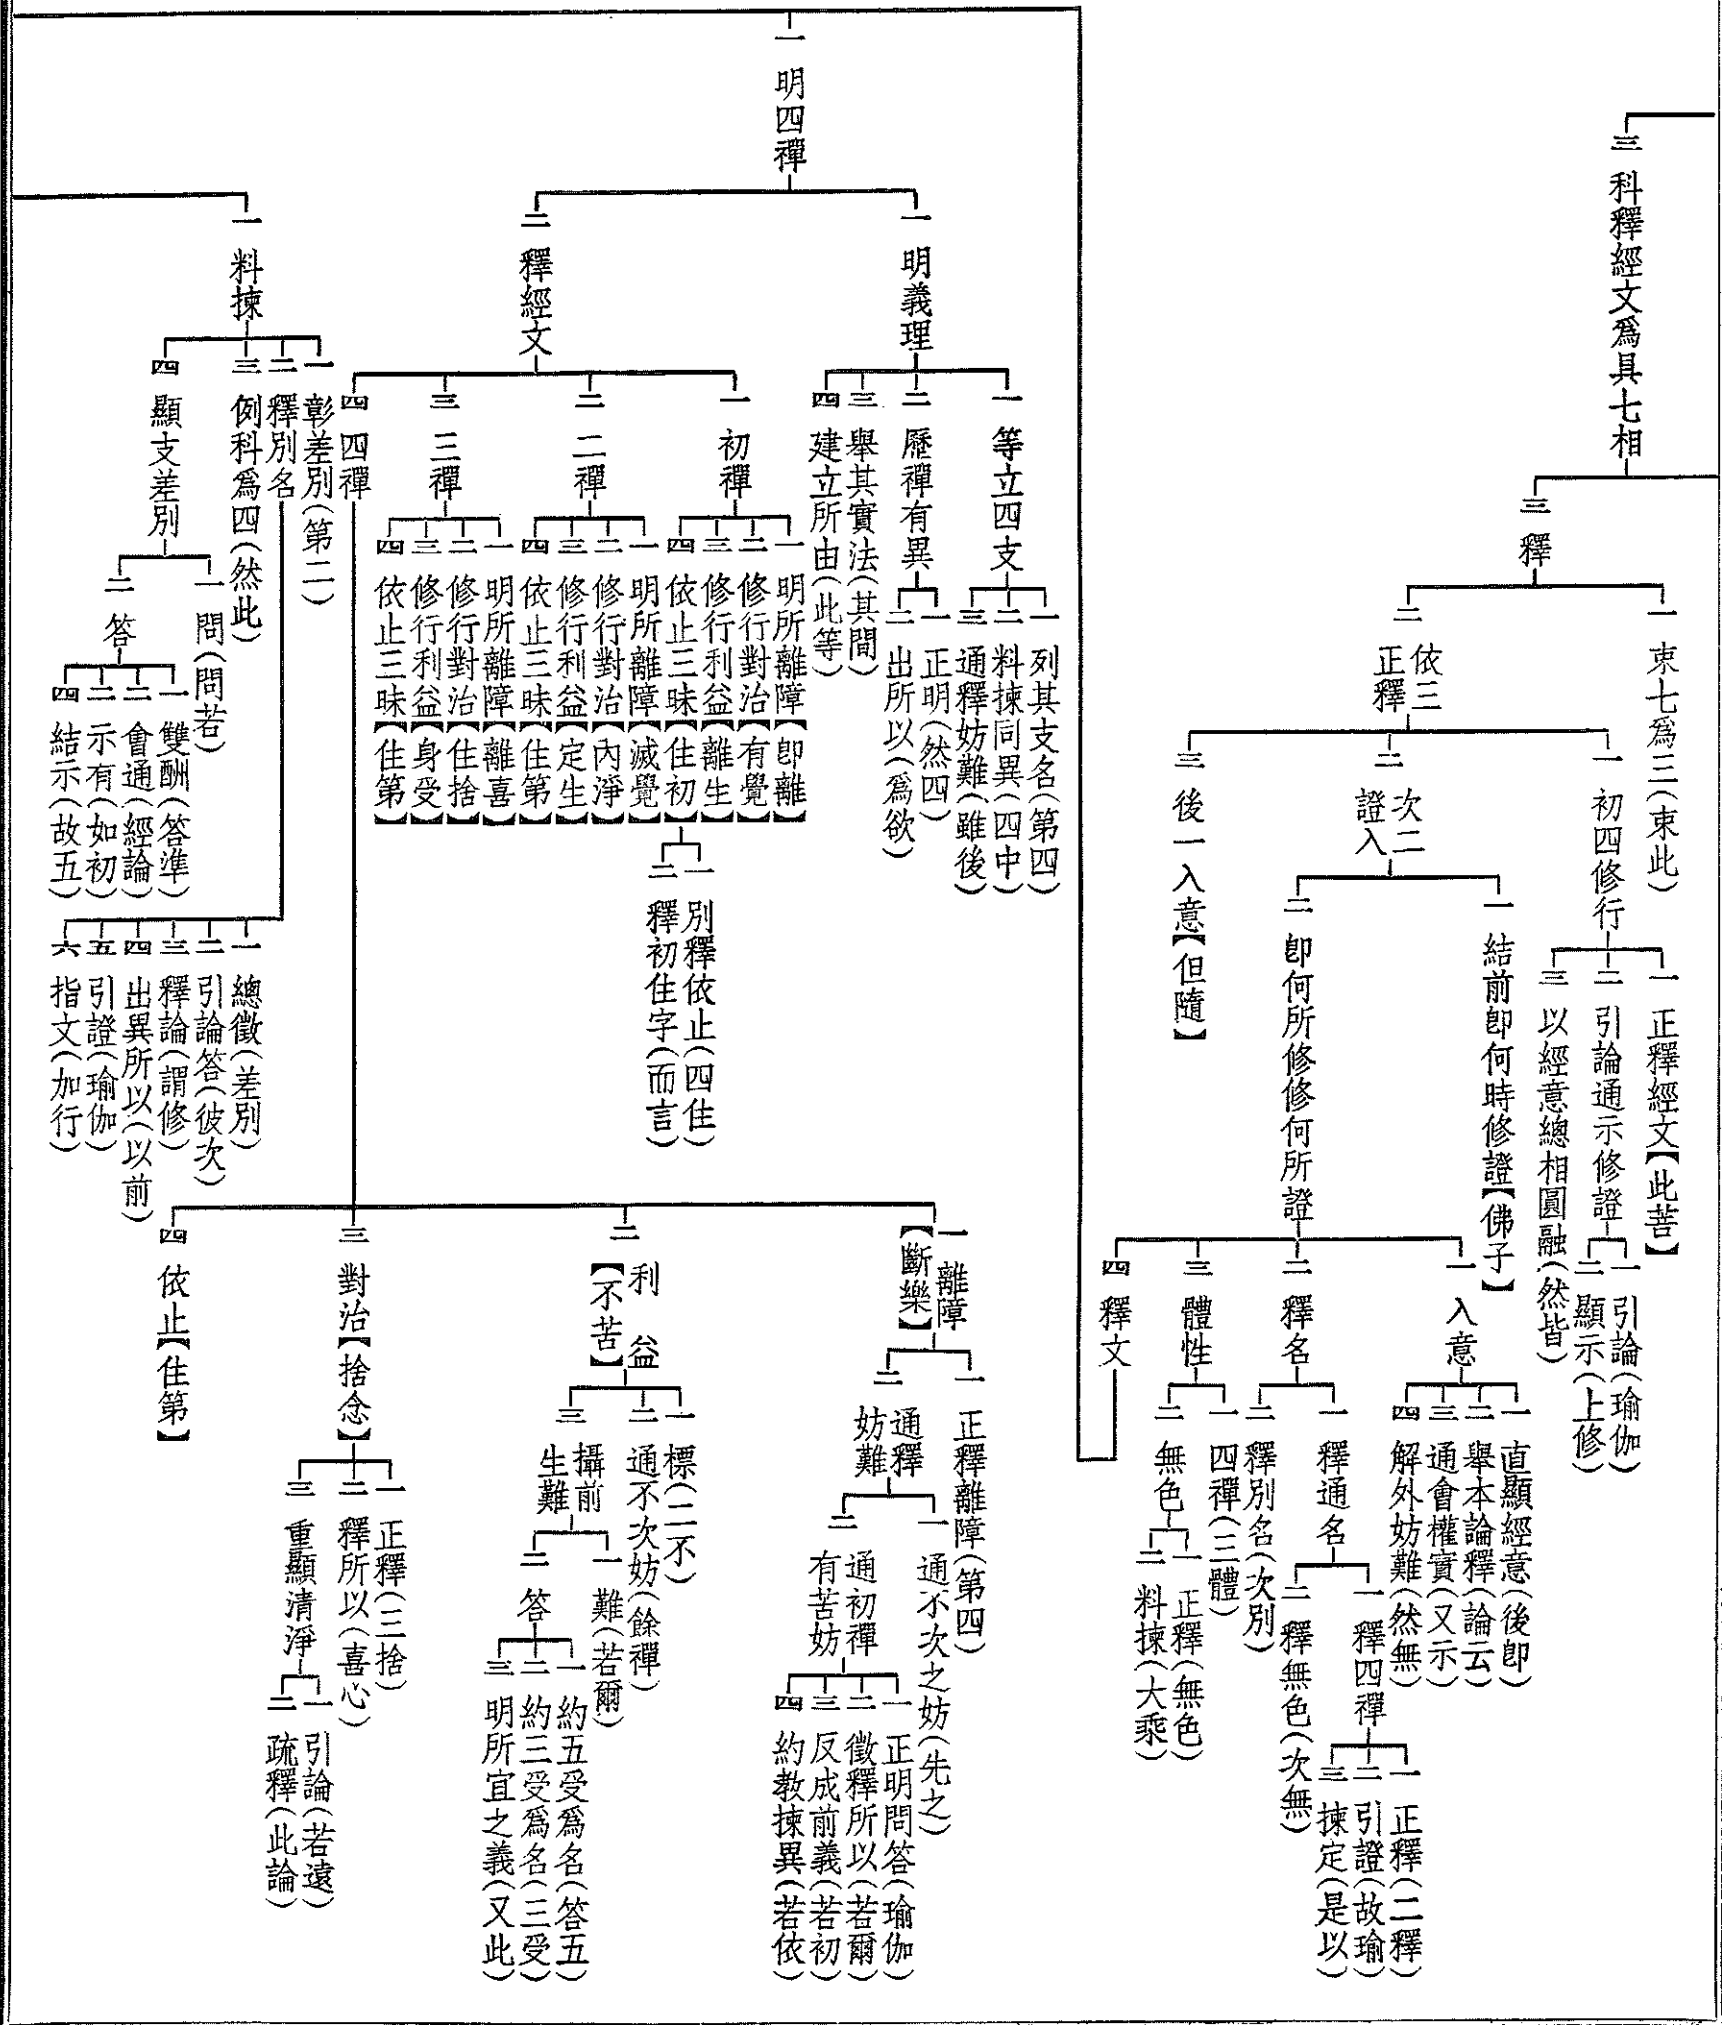 三 科釋經文爲具七相
三 釋
一 束七爲三(束此)
二 依三正釋
一 初四修行
一 正釋經文【此菩】
二 引論通示修證
一 引論(瑜伽)
二 顯示(上修)
三 以經意總相圓融(然皆)
二 次二證入
一 結前卽何時修證【佛子】
二 卽何所修修何所證
一 入意
一 直顯經意(後卽)
二 舉本論釋(論云)
三 通會權實(又示)
四 解外妨難(然無)
二 釋名
一 釋通名
一 釋四禪
一 正釋(二釋)
二 引證(故瑜)
三 揀定(是以)
二 釋無色(次無)
二 釋別名(次別)
三 體性
一 四禪(三體)
二 無色
一 正釋(無色)
二 料揀(大乘)
四 釋文
三 後一入意【但隨】
一 明四禪
一 明義理
一 等立四支
一 列其支名(第四)
二 料揀同異(四中)
三 通釋妨難(雖後)
二 歷禪有異
一 正明(然四)
二 出所以(爲欲)
三 舉其實法(其間)
四 建立所由(此等)
二 釋經文
一 初禪
一 明所離障【卽離】
二 修行對治【有覺】
三 修行利益【離生】
四 依止三昧【住初】
一 別釋依止(四住)
二 釋初住字(而言)
二 二禪
一 明所離障【滅覺】
二 修行對治【內淨】
三 修行利益【定生】
四 依止三昧【住第】
三 三禪
一 明所離障【離喜】
二 修行對治【住捨】
三 修行利益【身受】
四 依止三昧【住第】
四 四禪
一 離障【斷樂】
一 正釋離障(第四)
二 通釋妨難
一 通不次之妨(先之)
二 通初禪有苦妨
一 正明問答(瑜伽)
二 徵釋所以(若爾)
三 反成前義(若初)
四 約教揀異(若依)
二 利益【不苦】
一 標(二不)
二 通不次妨(餘禪)
三 攝前生難
一 難(若爾)
二 答
一 約五受爲名(答五)
二 約三受爲名(三受)
三 明所宜之義(又此)
三 對治【捨念】
一 正釋(三捨)
二 釋所以(喜心)
三 重顯清淨
一 引論(若遠)
二 疏釋(此論)
四 依止【住第】
一 料揀
一 彰差別(第二)
二 釋別名
一 總徵(差別)
二 引論答(彼次)
三 釋論(謂修)
四 出異所以(以前)
五 引證(瑜伽)
六 指文(加行)
三 例科爲四(然此)
四 顯支差別
一 問(問若)
二 答
一 雙酬(答準)
二 會通(經論)
三 示有(如初)
四 結示(故五)